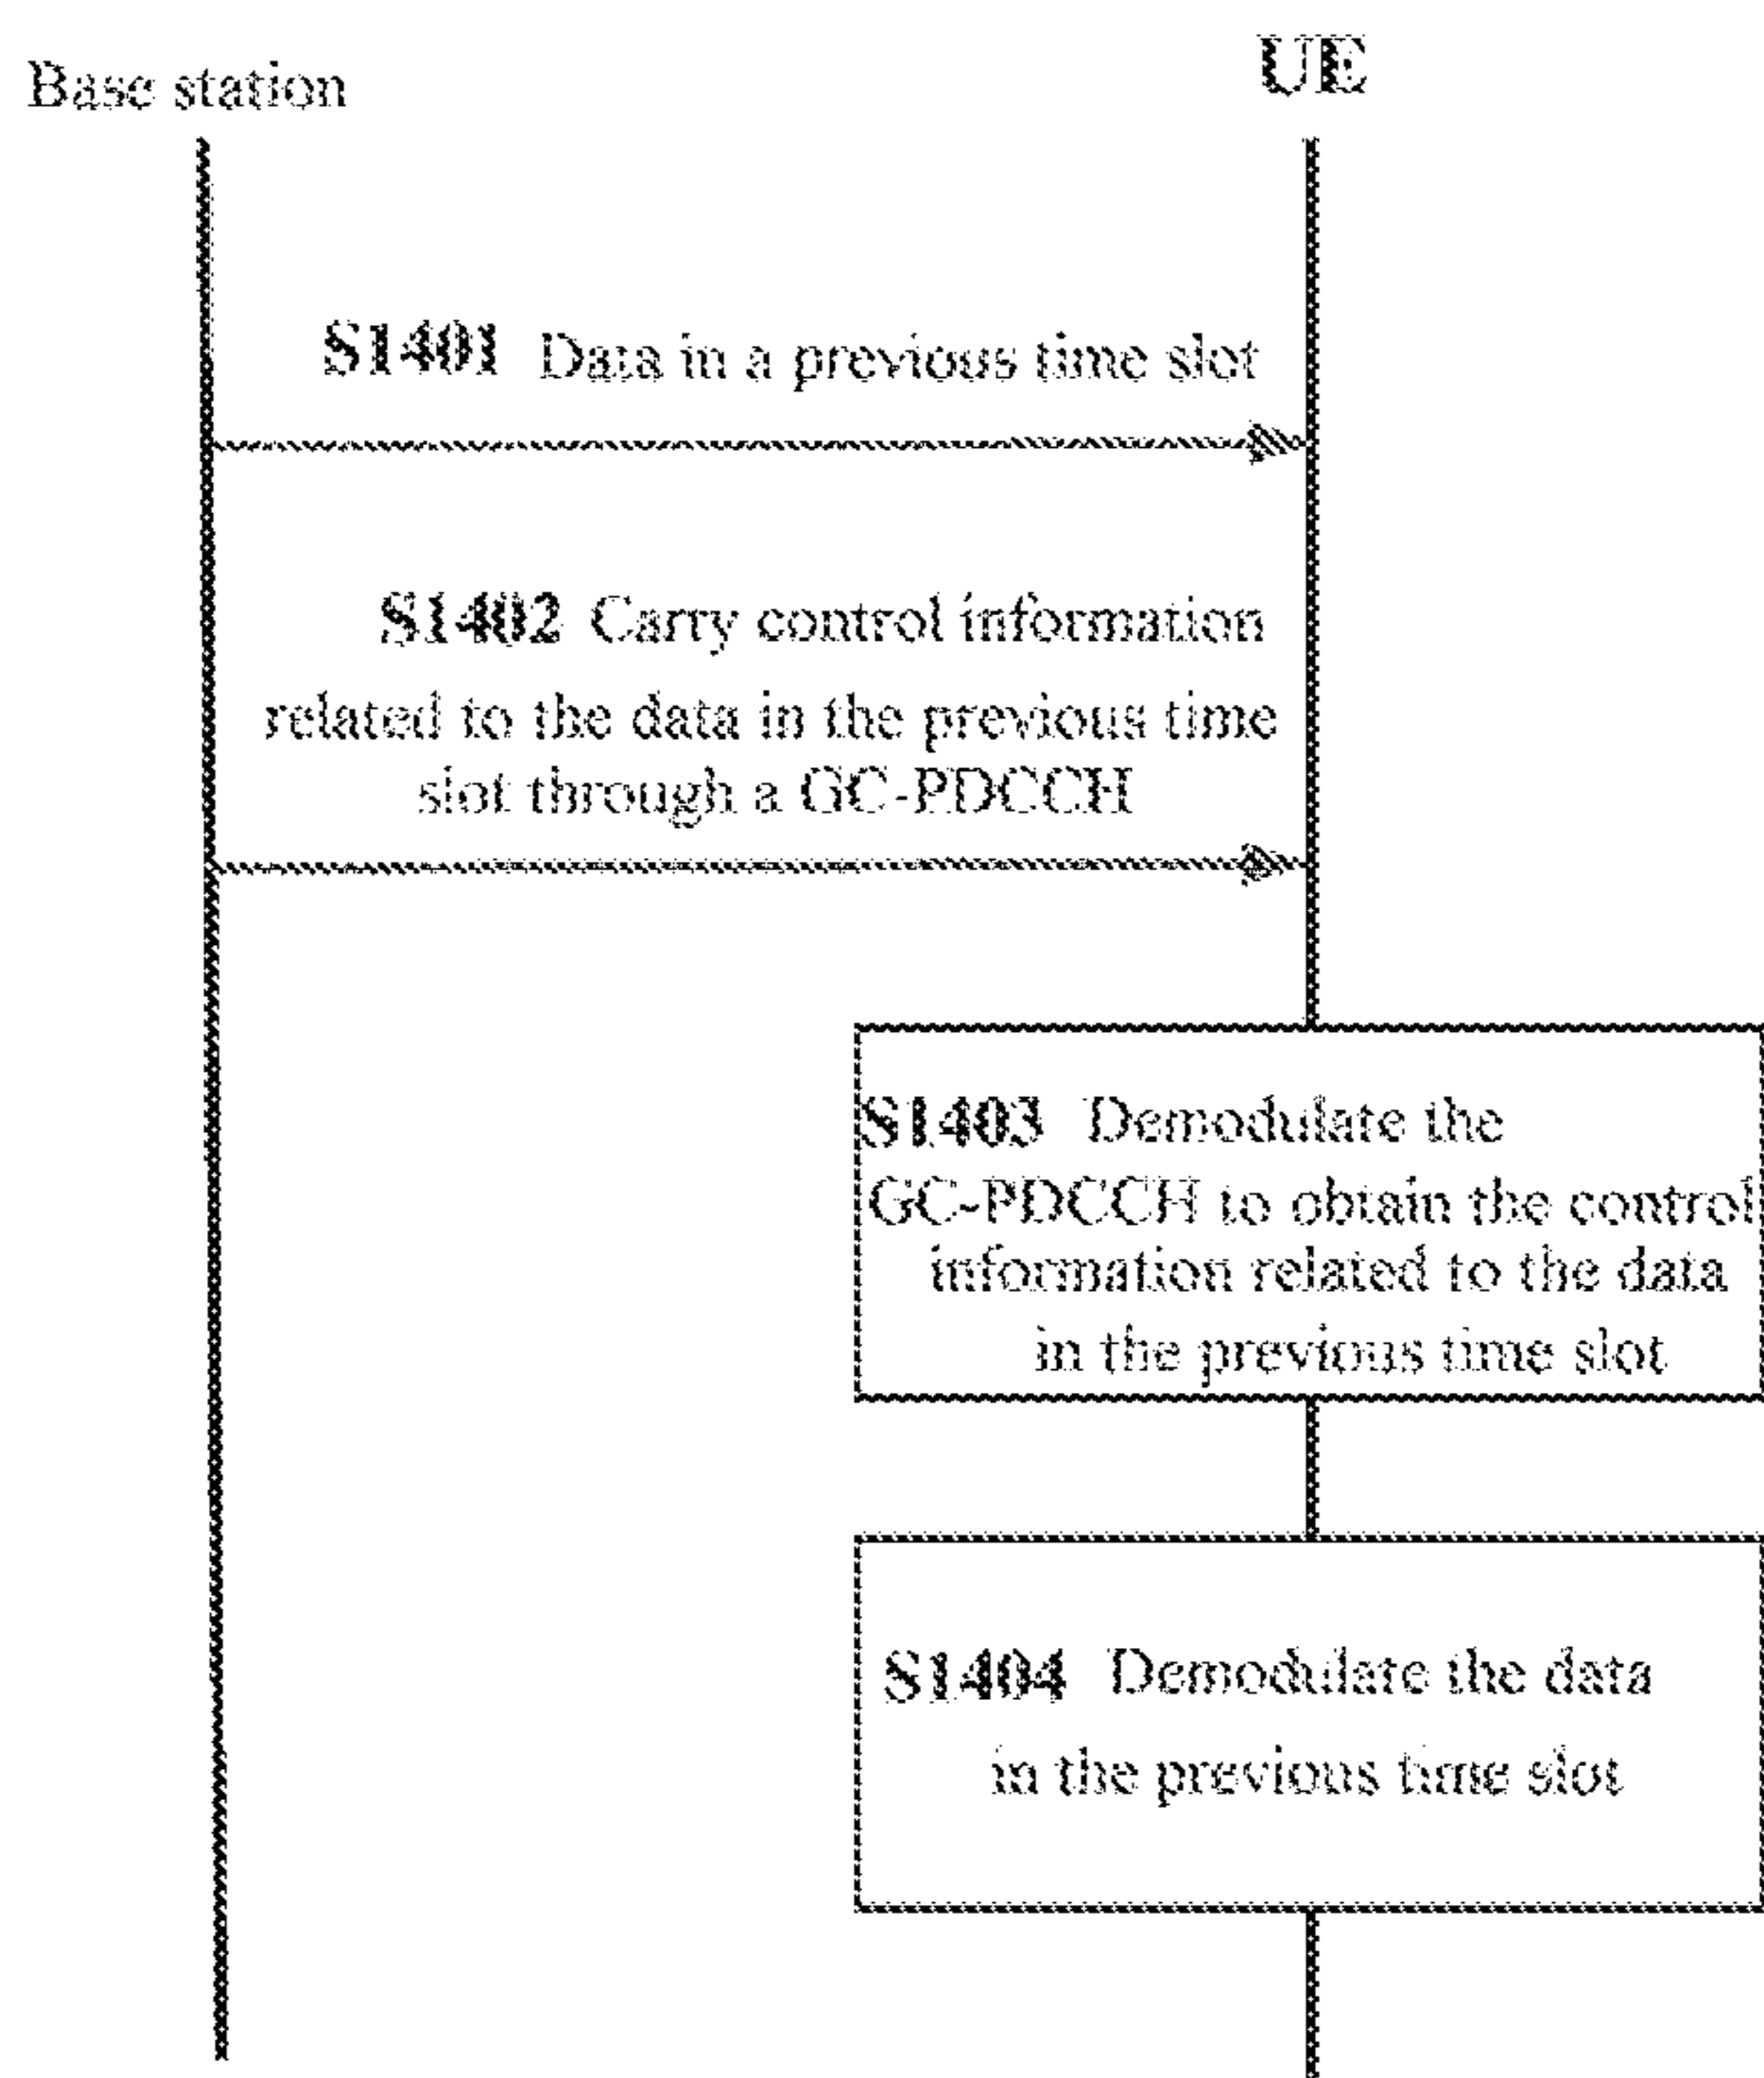 Base station
UE
S1401 Data in a previous time slot
S1402 Carry control information
related to the data in the previous time
slot through a GC-PDCCH
S1403 Demodulate the
GC-PDCCH to obtain the control
information related to the data
in the previous time slot
S1404 Demodulate the data
in the previous time slot